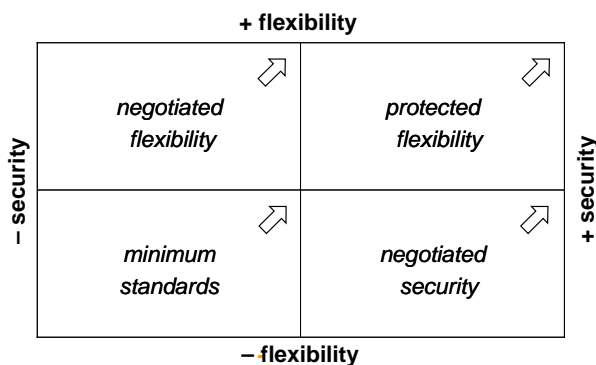 + flexibility
negotiated
flexibility
protected
flexibility
– security
+ security
minimum
standards
negotiated
security
– flexibility